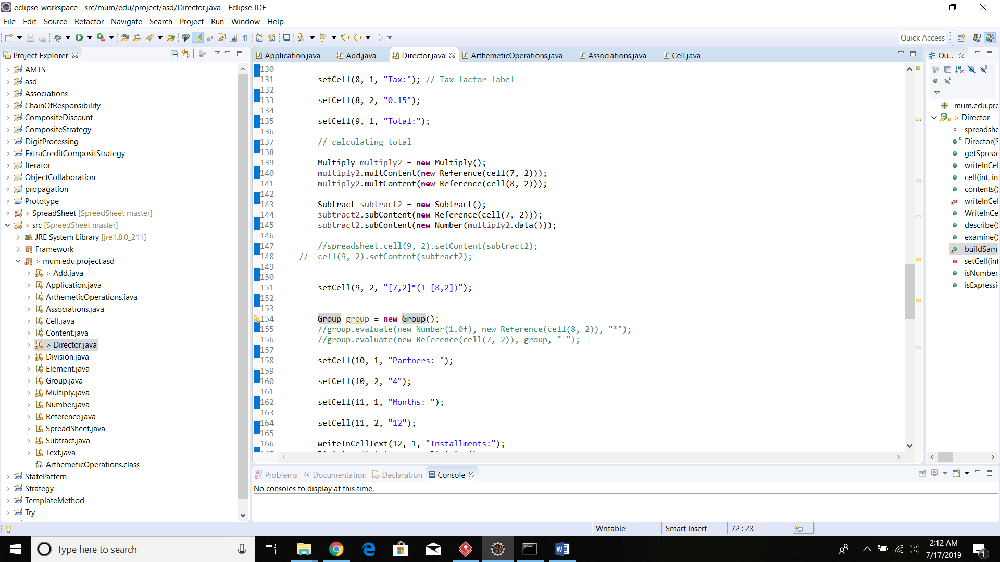 eclipse-workspace - src/mum/edu/project/asd/Director.java - Eclipse IDE
File Edit Source Refactor Navigate Search Project Run Window Help
Quick Access
Project Explorer
AMTS
asd
Associations
ChainOfResponsibility
CompositeDiscount
CompositeStrategy
DigitProcessing
ExtraCreditCompositStrategy
Iterator
ObjectCollaboration
propagation
Prototype
> SpreadSheet [SpreedSheet master]
> src [SpreedSheet master]
JRE System Library [jre1.8.0_211]
Framework
> mum.edu.project.asd
> Add.java
Application.java
ArthemeticOperations.java
Associations.java
Cell.java
Content.java
> Director.java
Division.java
Element.java
Group.java
Multiply.java
Number.java
Reference.java
SpreadSheet.java
Subtract.java
Text.java
ArthemeticOperations.class
StatePattern
Strategy
TemplateMethod
Try
Application.java Add.java Director.java ArthemeticOperations.java Associations.java Cell.java
130
131 setCell(8, 1, "Tax:"); // Tax factor label
132
133 setCell(8, 2, "0.15");
134
135 setCell(9, 1, "Total:");
136
137 // calculating total
138
139 Multiply multiply2 = new Multiply();
140 multiply2.multContent(new Reference(cell(7, 2)));
141 multiply2.multContent(new Reference(cell(8, 2)));
142
143 Subtract subtract2 = new Subtract();
144 subtract2.subContent(new Reference(cell(7, 2)));
145 subtract2.subContent(new Number(multiply2.data()));
146
147 //spreadsheet.cell(9, 2).setContent(subtract2);
148 // cell(9, 2).setContent(subtract2);
149
150
151 setCell(9, 2, "[7,2]*(1-[8,2])");
152
153
154 Group group = new Group();
155 //group.evaluate(new Number(1.0f), new Reference(cell(8, 2)), "*");
156 //group.evaluate(new Reference(cell(7, 2)), group, "-");
157
158 setCell(10, 1, "Partners: ");
159
160 setCell(10, 2, "4");
161
162 setCell(11, 1, "Months: ");
163
164 setCell(11, 2, "12");
165
166 writeInCellText(12, 1, "Installments:");
Ou...
mum.edu.prc
> Director
spreadshe
Director(S
getSpreac
writeInCel
cell(int, in
contents()
writeInCel
WriteInCe
describe()
examine()
buildSam
setCell(int
isNumber
isExpressi
Problems @ Documentation Declaration Console
No consoles to display at this time.
Writable Smart Insert 72 : 23
Type here to search
2:12 AM
7/17/2019
1